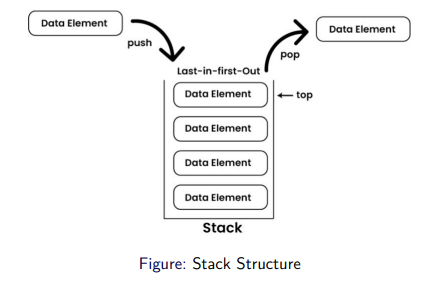 Data Element
Data Element
push
pop
Last-in-first-Out
Data Element
top
Data Element
Data Element
Data Element
Stack
Figure: Stack Structure